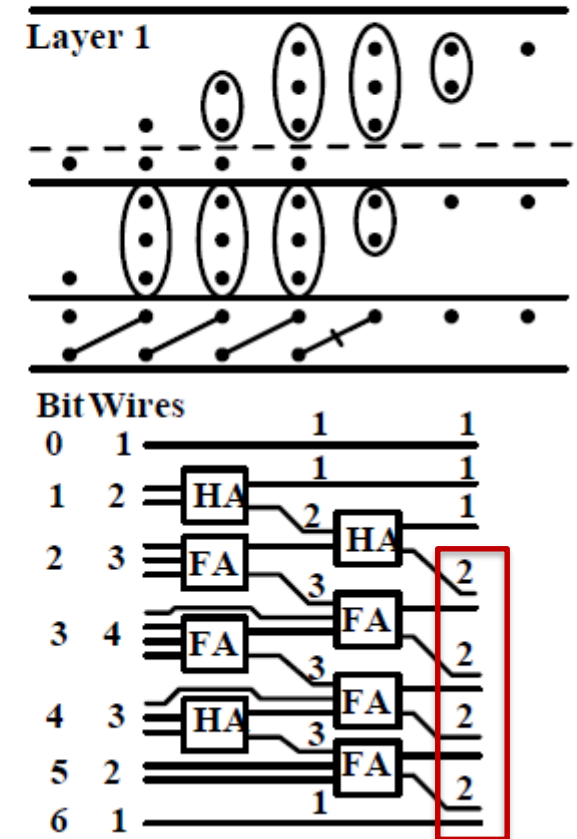 Layer 1
Bit Wires
0 1 1 1
1 2 HA 1 1
2 HA 1
2 3 FA 3 2
3 4 FA FA 2
3
4 3 HA FA 2
3
5 2 FA 2
6 1 1